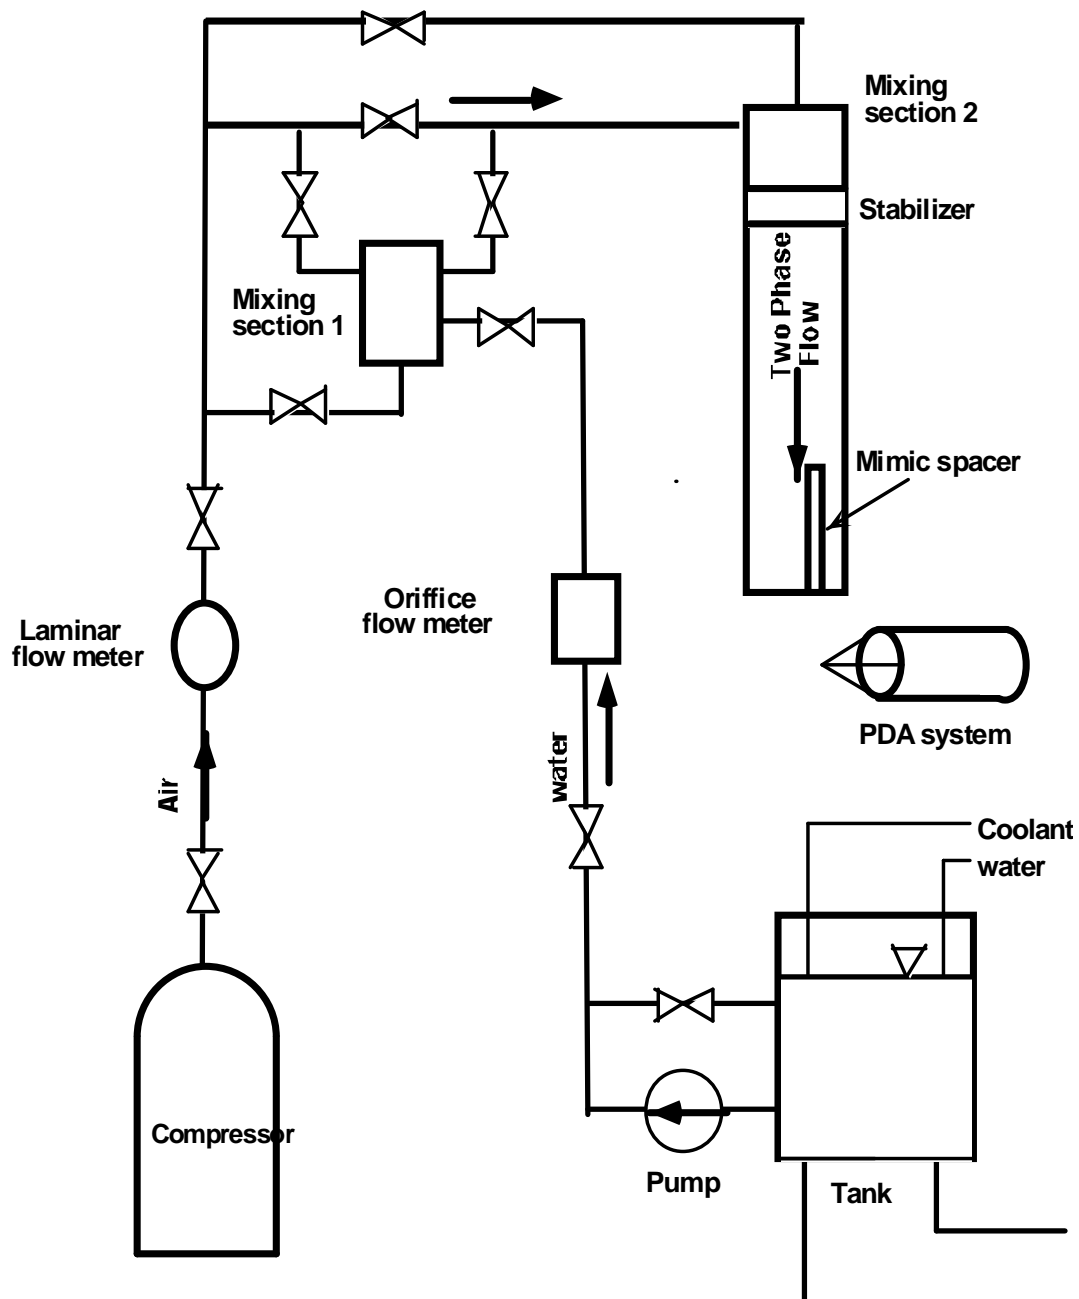 Mixing
section 2
Stabilizer
Two Phase
Flow
Mixing
section 1
Mimic spacer
Oriffice
flow meter
Laminar
flow meter
PDA system
water
Air
Coolant
water
Compressor
Pump
Tank